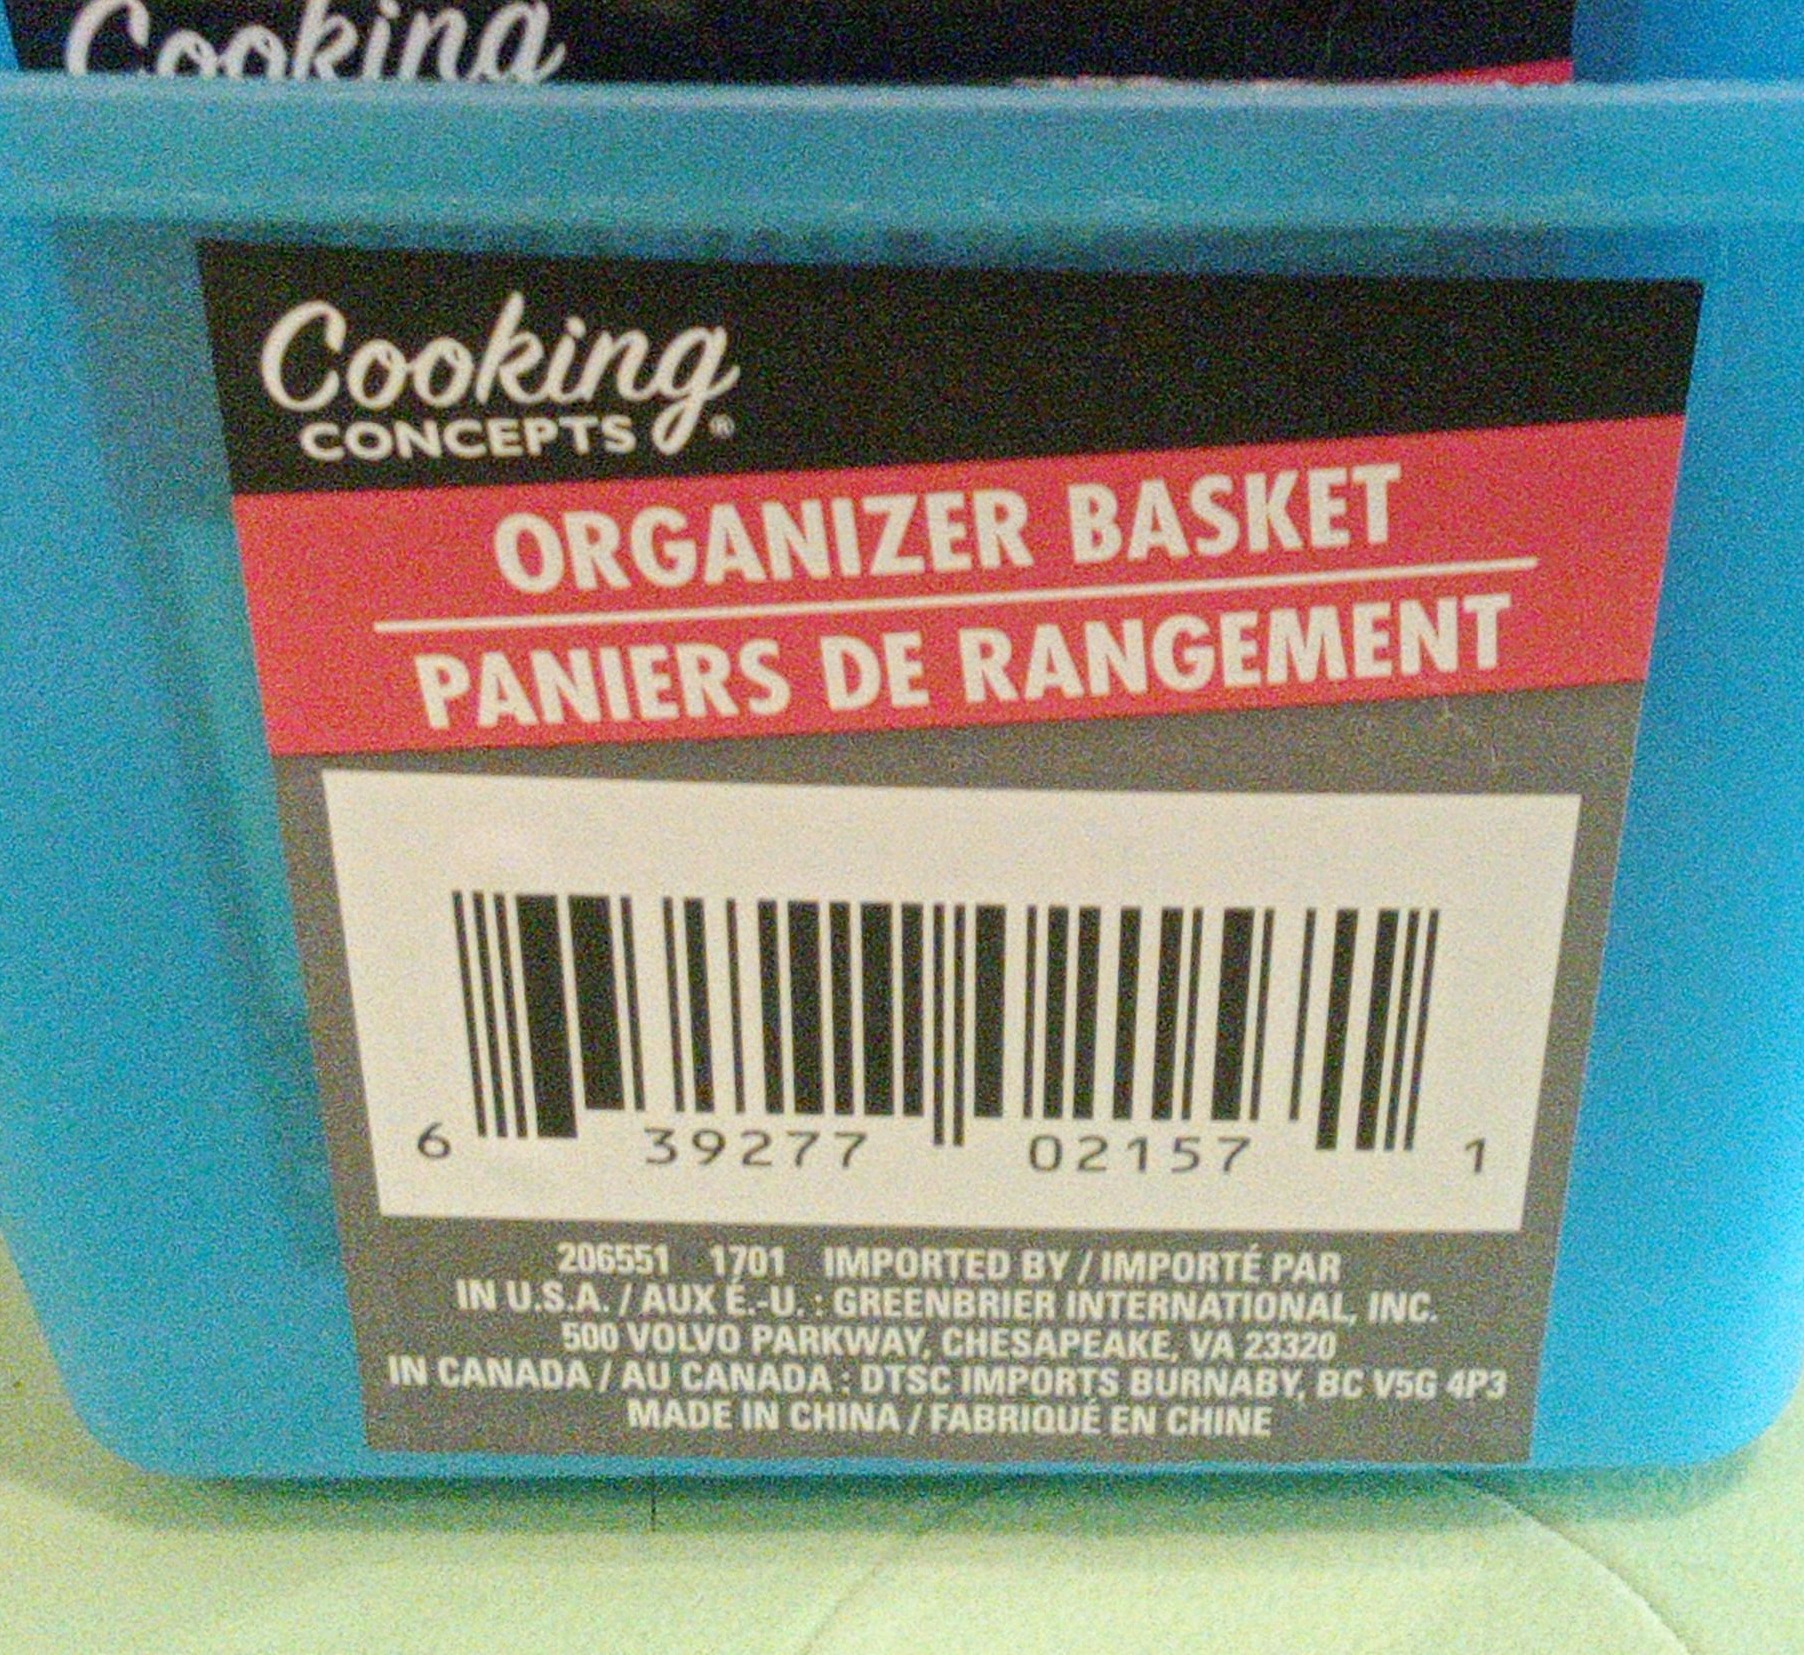 Cooking
Cooking
CONCEPTS®
ORGANIZER BASKET
PANIERS DE RANGEMENT
6 39277 02157 1
206551 1701 IMPORTED BY / IMPORTÉ PAR
IN U.S.A. / AUX É.-U. : GREENBRIER INTERNATIONAL, INC.
500 VOLVO PARKWAY, CHESAPEAKE, VA 23320
IN CANADA / AU CANADA : DTSC IMPORTS BURNABY, BC V5G 4P3
MADE IN CHINA / FABRIQUÉ EN CHINE